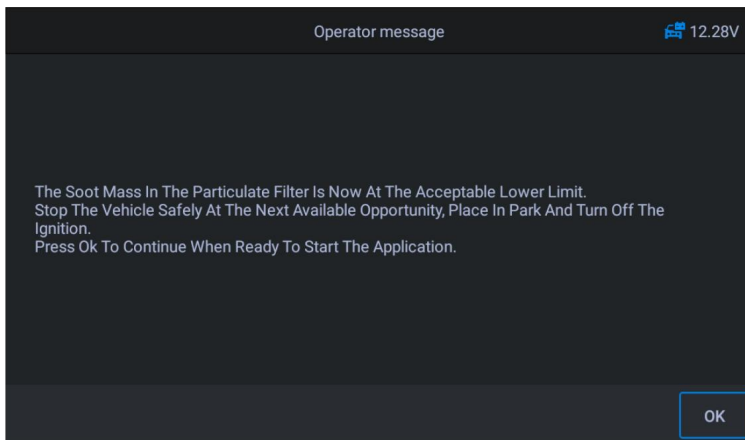 Operator message
12.28V
The Soot Mass In The Particulate Filter Is Now At The Acceptable Lower Limit.
Stop The Vehicle Safely At The Next Available Opportunity, Place In Park And Turn Off The
Ignition.
Press Ok To Continue When Ready To Start The Application.
OK